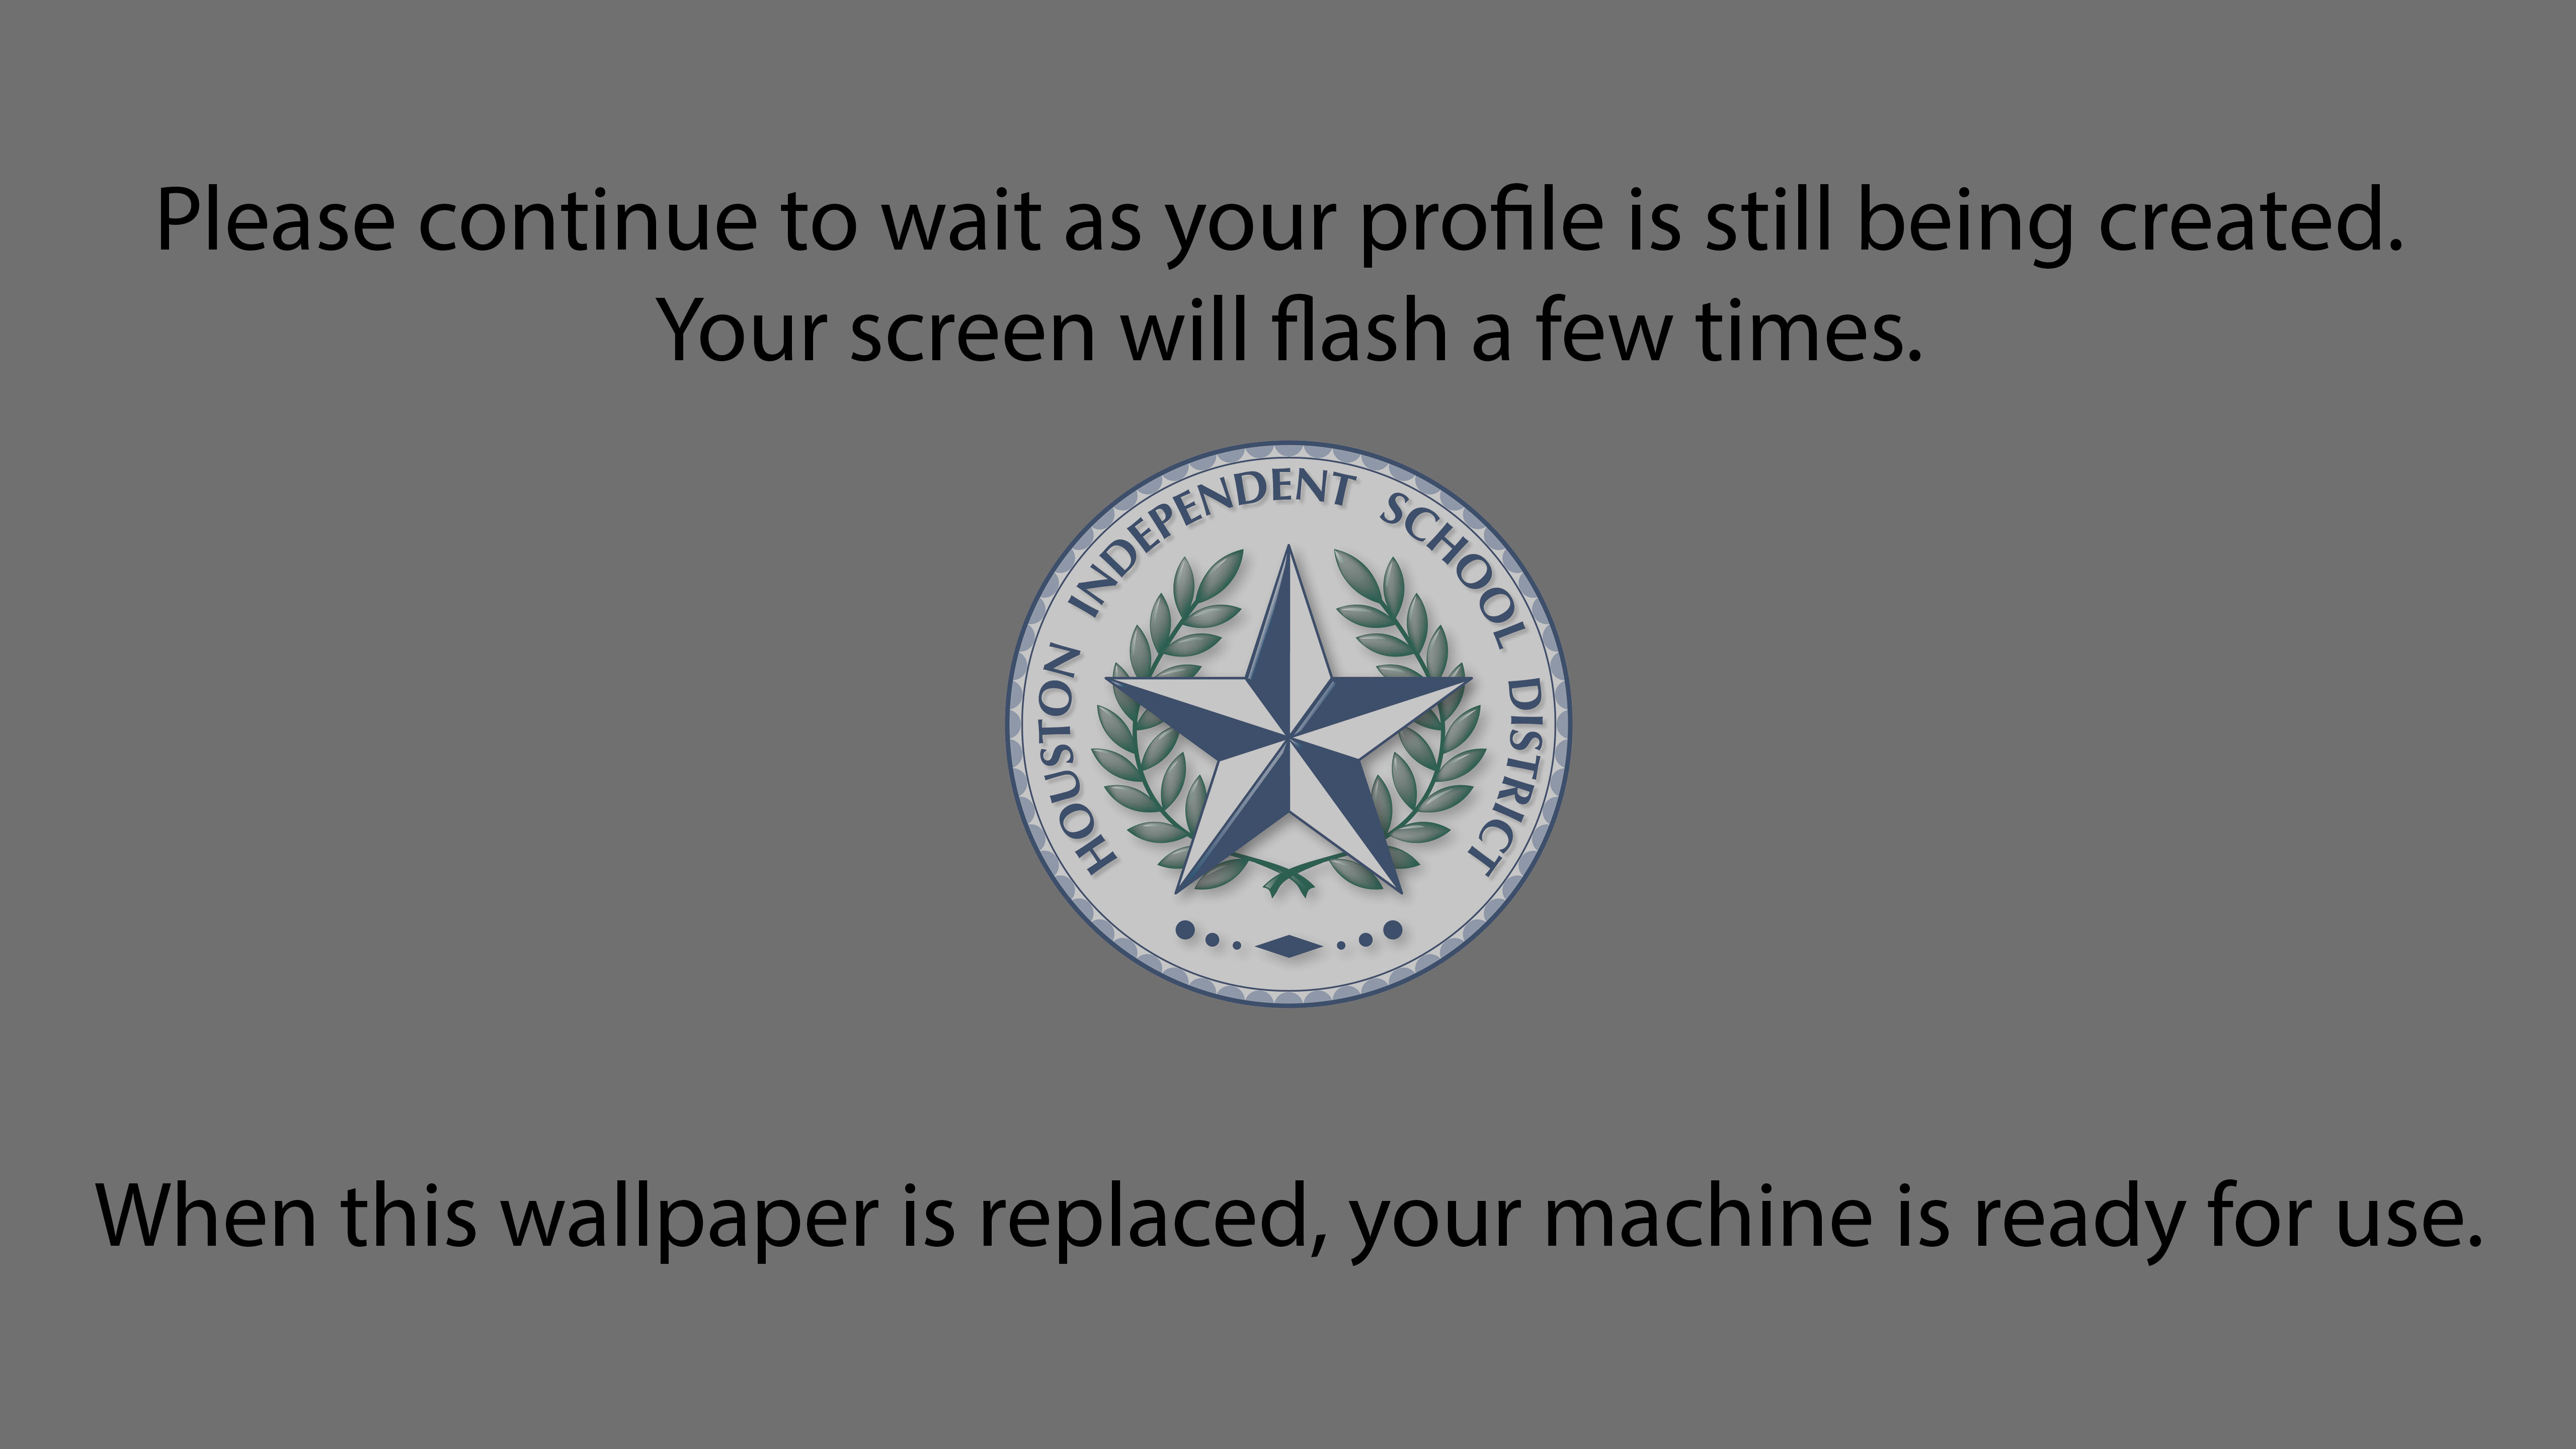 Please continue to wait as your profile is still being created.
Your screen will flash a few times.
HOUSTON INDEPENDENT SCHOOL DISTRICT
When this wallpaper is replaced, your machine is ready for use.